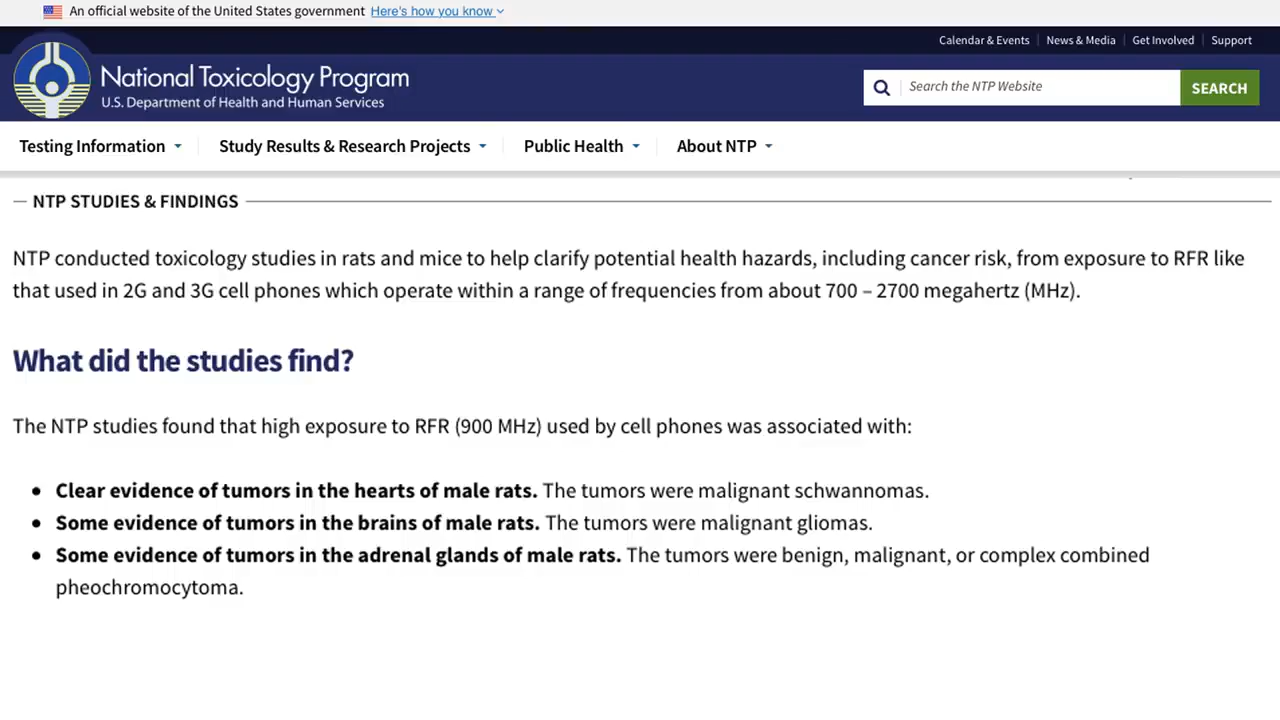 An official website of the United States government Here's how you know
Calendar & Events News & Media Get Involved Support
National Toxicology Program
U.S. Department of Health and Human Services
Search the NTP Website SEARCH
Testing Information Study Results & Research Projects Public Health About NTP
NTP STUDIES & FINDINGS
NTP conducted toxicology studies in rats and mice to help clarify potential health hazards, including cancer risk, from exposure to RFR like
that used in 2G and 3G cell phones which operate within a range of frequencies from about 700 – 2700 megahertz (MHz).
What did the studies find?
The NTP studies found that high exposure to RFR (900 MHz) used by cell phones was associated with:
• Clear evidence of tumors in the hearts of male rats. The tumors were malignant schwannomas.
• Some evidence of tumors in the brains of male rats. The tumors were malignant gliomas.
• Some evidence of tumors in the adrenal glands of male rats. The tumors were benign, malignant, or complex combined
pheochromocytoma.